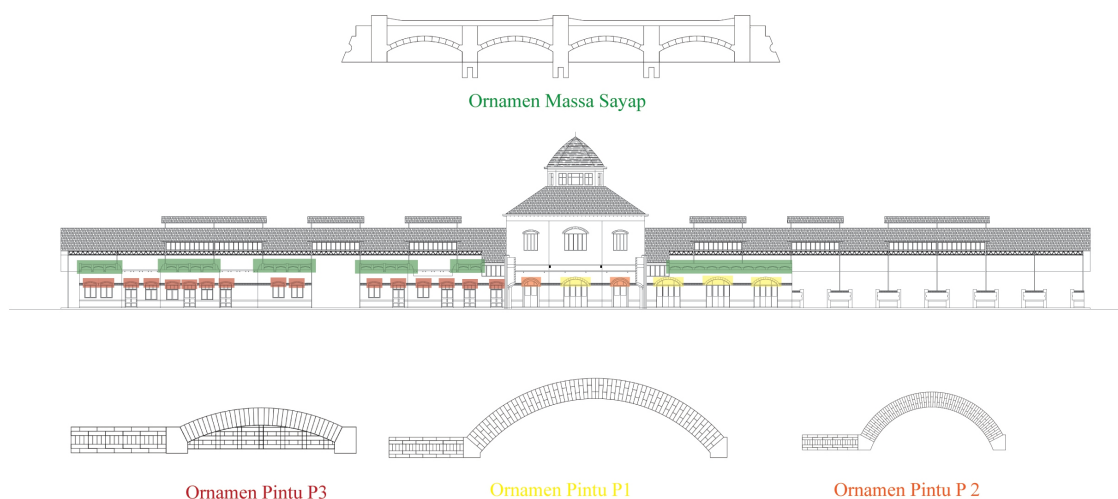 Ornamen Massa Sayap
Ornamen Pintu P3
Ornamen Pintu P1
Ornamen Pintu P 2